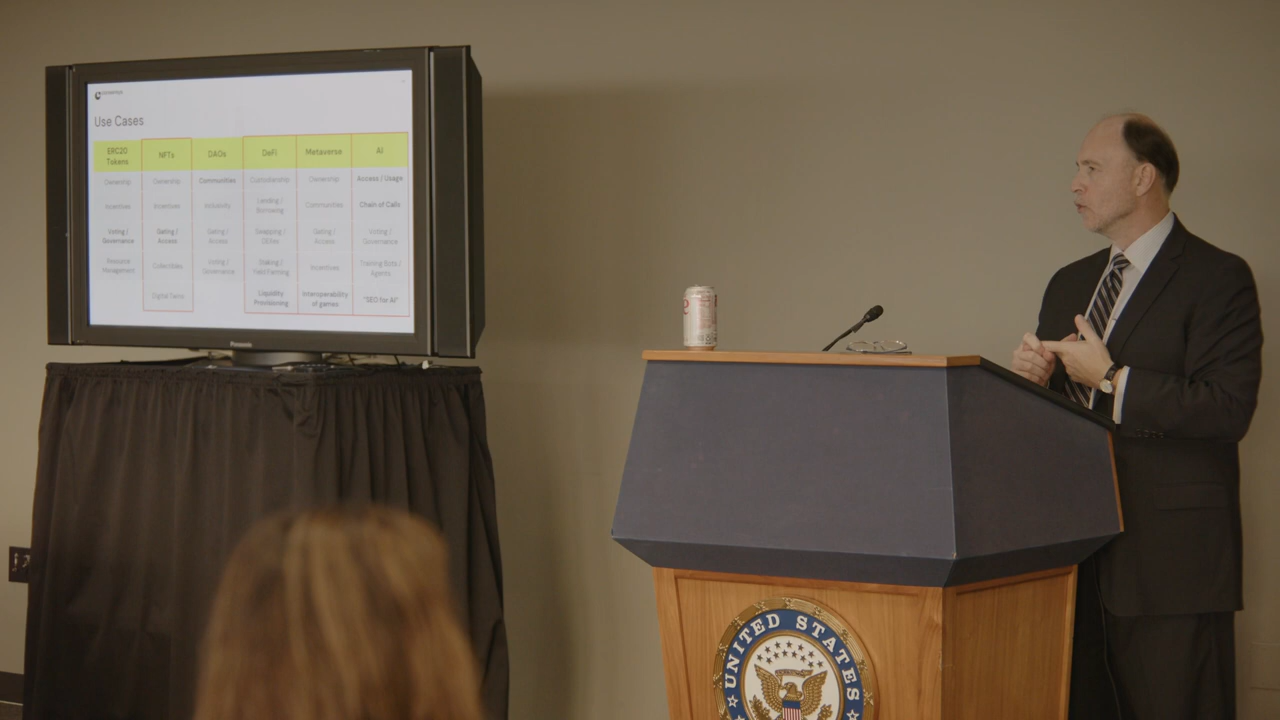 consensys
Use Cases
ERC20 Tokens NFTs DAOs DeFi Metaverse AI
Ownership Ownership Communities Custodianship Ownership Access / Usage
Incentives Incentives Inclusivity Lending / Borrowing Communities Chain of Calls
Voting / Governance Gating / Access Gating / Access Swapping / DEXes Gating / Access Voting / Governance
Resource Management Collectibles Voting / Governance Staking / Yield Farming Incentives Training Bots / Agents
Digital Twins Liquidity Provisioning Interoperability of games "SEO for AI"
Panasonic
UNITED STATES